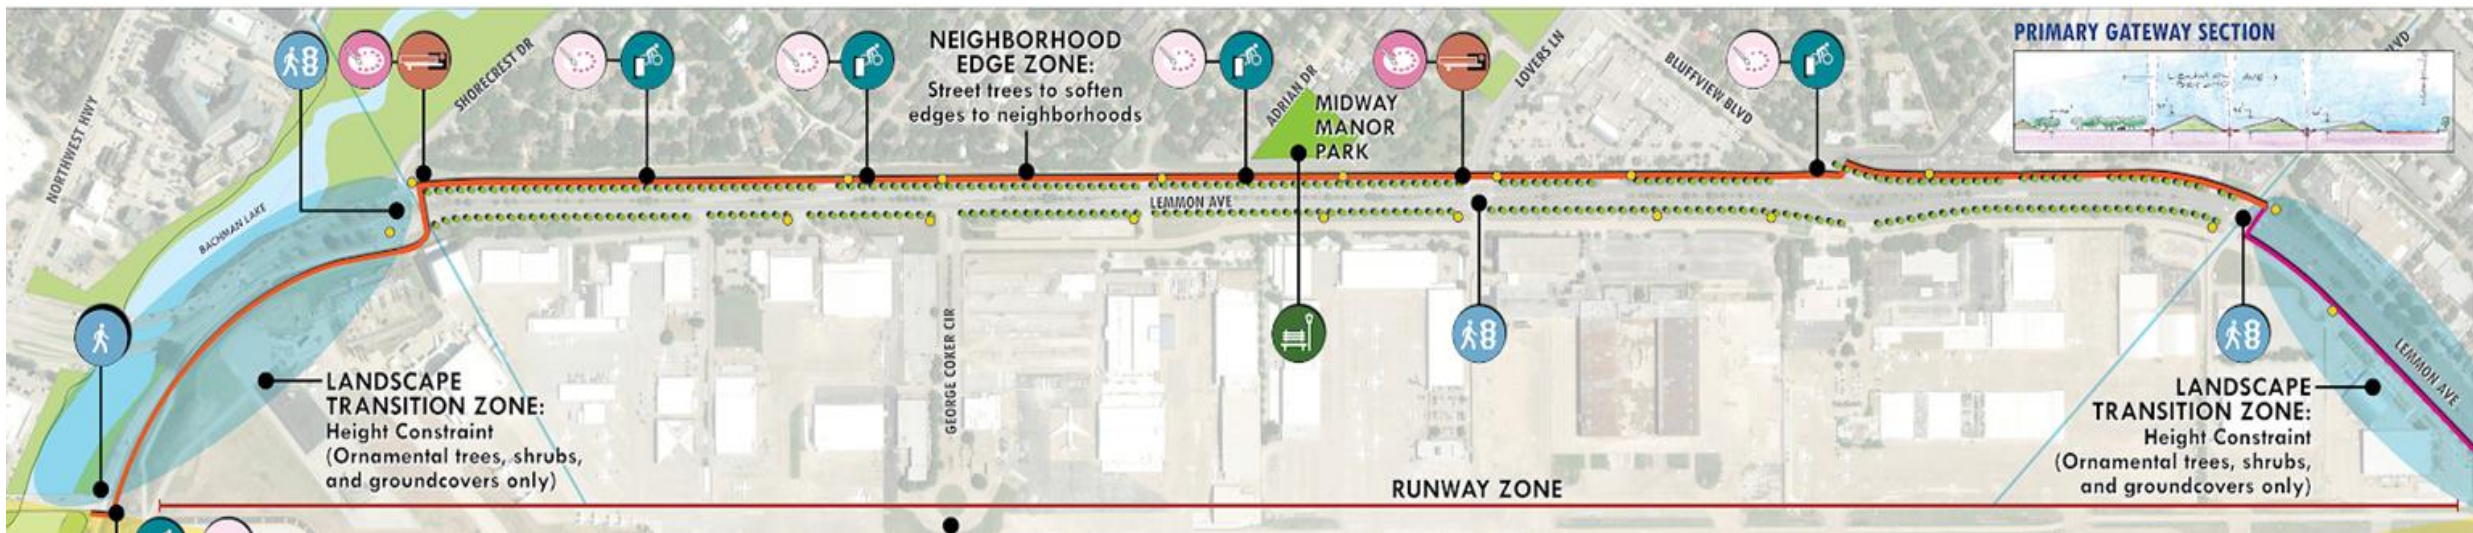 NEIGHBORHOOD
EDGE ZONE:
Street trees to soften
edges to neighborhoods
NORTHWEST HWY
SHORECREST DR
BACHMAN LAKE
ADRIAN DR
MIDWAY
MANOR
PARK
LOVERS LN
BLUFFVIEW BLVD
PRIMARY GATEWAY SECTION
BLVD
LEMMON AVE
GEORGE COKER CIR
LANDSCAPE
TRANSITION ZONE:
Height Constraint
(Ornamental trees, shrubs,
and groundcovers only)
LEMMON AVE
LANDSCAPE
TRANSITION ZONE:
Height Constraint
(Ornamental trees, shrubs,
and groundcovers only)
RUNWAY ZONE